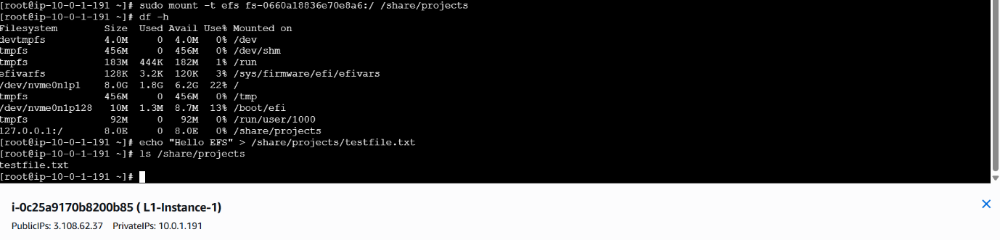 [root@ip-10-0-1-191 ~]# sudo mount -t efs fs-0660a18836e70e8a6:/ /share/projects
[root@ip-10-0-1-191 ~]# df -h
Filesystem        Size  Used Avail Use% Mounted on
devtmpfs          4.0M     0  4.0M   0% /dev
tmpfs             456M     0  456M   0% /dev/shm
tmpfs             183M  444K  182M   1% /run
efivarfs          128K  3.2K  120K   3% /sys/firmware/efi/efivars
/dev/nvme0n1p1    8.0G  1.8G  6.2G  22% /
tmpfs             456M     0  456M   0% /tmp
/dev/nvme0n1p128   10M  1.3M  8.7M  13% /boot/efi
tmpfs              92M     0   92M   0% /run/user/1000
127.0.0.1:/       8.0E     0  8.0E   0% /share/projects
[root@ip-10-0-1-191 ~]# echo "Hello EFS" > /share/projects/testfile.txt
[root@ip-10-0-1-191 ~]# ls /share/projects
testfile.txt
[root@ip-10-0-1-191 ~]#
i-0c25a9170b8200b85 ( L1-Instance-1)
PublicIPs: 3.108.62.37 PrivateIPs: 10.0.1.191